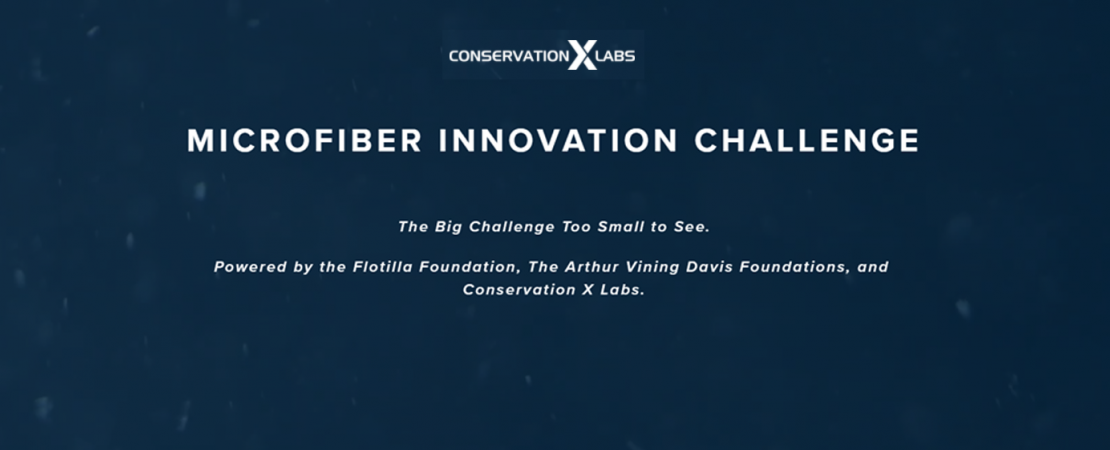 CONSERVATION X LABS
MICROFIBER INNOVATION CHALLENGE
The Big Challenge Too Small to See.
Powered by the Flotilla Foundation, The Arthur Vining Davis Foundations, and
Conservation X Labs.